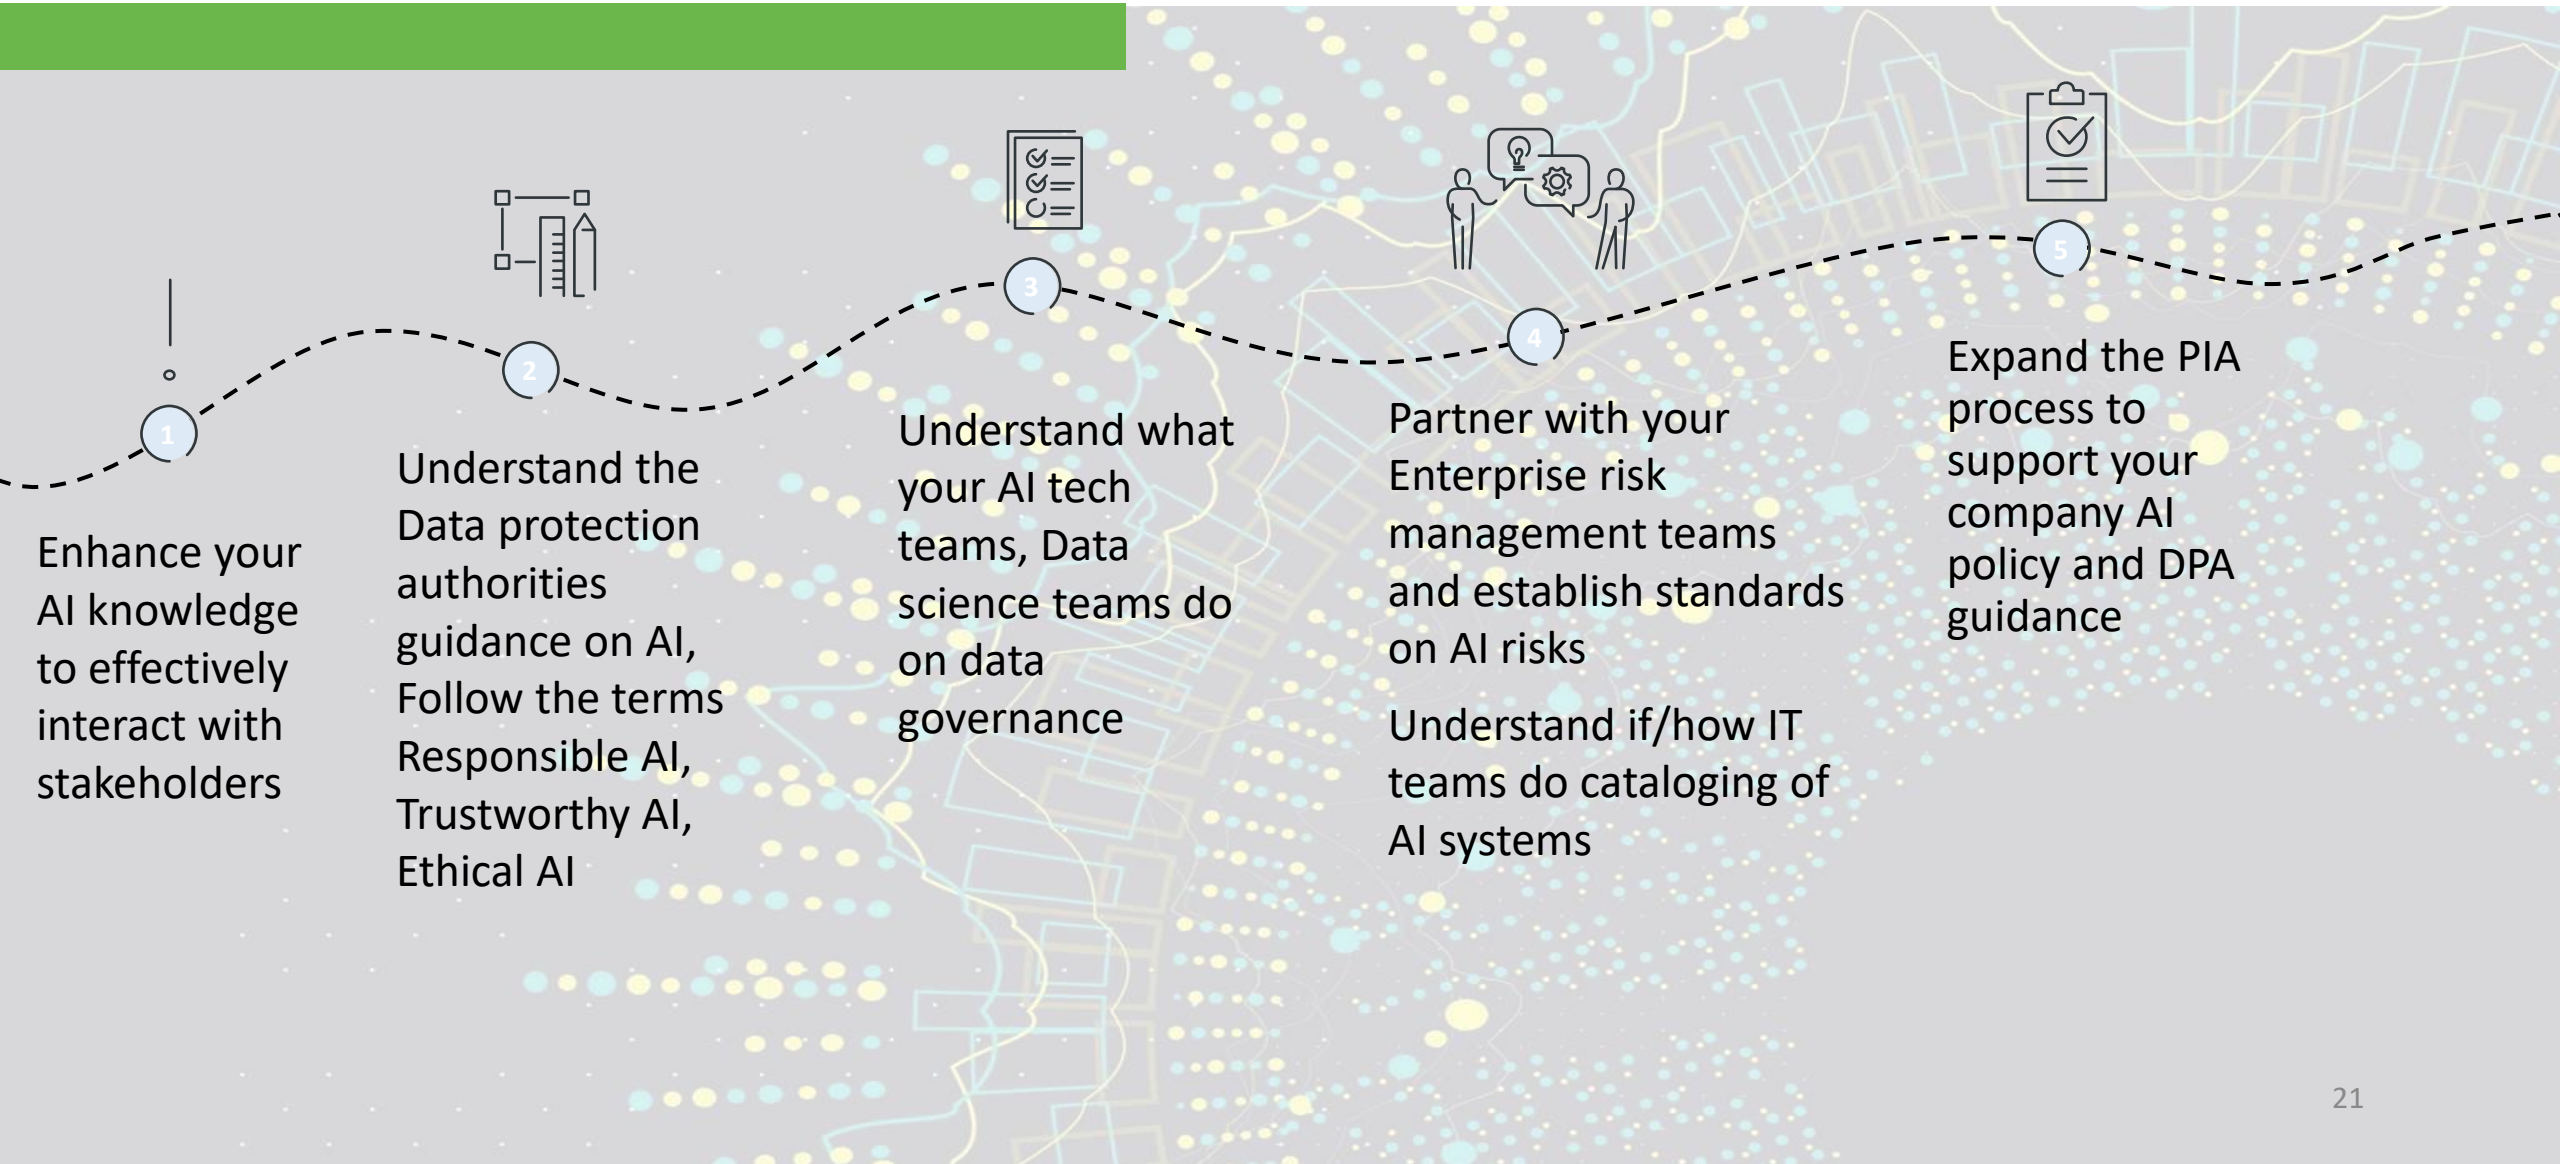 1
Enhance your
AI knowledge
to effectively
interact with
stakeholders
2
Understand the
Data protection
authorities
guidance on AI,
Follow the terms
Responsible AI,
Trustworthy AI,
Ethical AI
3
Understand what
your AI tech
teams, Data
science teams do
on data
governance
4
Partner with your
Enterprise risk
management teams
and establish standards
on AI risks
Understand if/how IT
teams do cataloging of
AI systems
5
Expand the PIA
process to
support your
company AI
policy and DPA
guidance
21